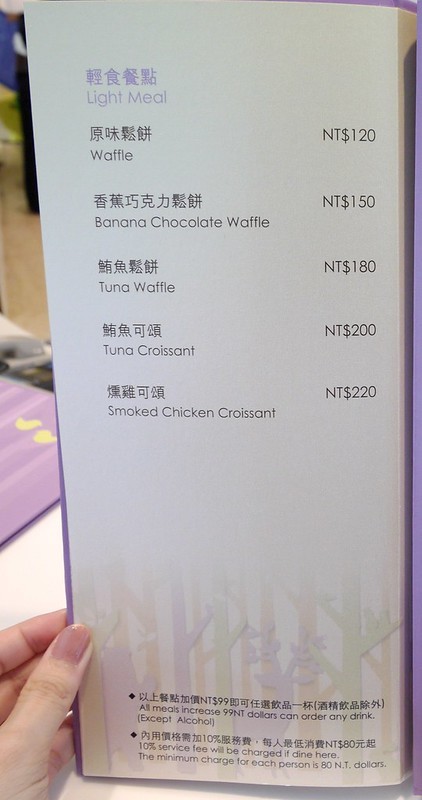 輕食餐點
Light Meal
原味鬆餅 NT$120
Waffle
香蕉巧克力鬆餅 NT$150
Banana Chocolate Waffle
鮪魚鬆餅 NT$180
Tuna Waffle
鮪魚可頌 NT$200
Tuna Croissant
燻雞可頌 NT$220
Smoked Chicken Croissant
◆ 以上餐點加價NT$99即可任選飲品一杯(酒精飲品除外)
All meals increase 99NT dollars can order any drink.
(Except Alcohol)
◆ 內用價格需加10%服務費，每人最低消費NT$80元起
10% service fee will be charged if dine here.
The minimum charge for each person is 80 N.T. dollars.